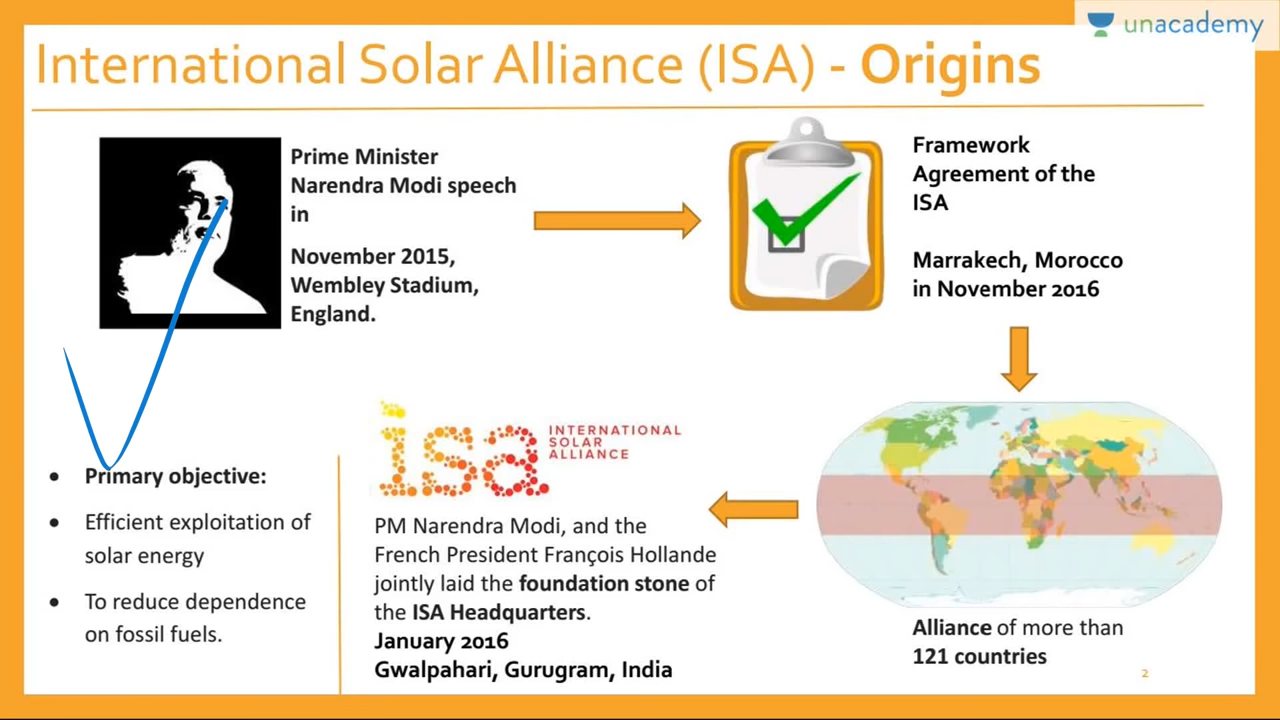 unacademy
International Solar Alliance (ISA) - Origins
Prime Minister
Narendra Modi speech
in
November 2015,
Wembley Stadium,
England.
Framework
Agreement of the
ISA
Marrakech, Morocco
in November 2016
Alliance of more than
121 countries
isa INTERNATIONAL
SOLAR
ALLIANCE
PM Narendra Modi, and the
French President François Hollande
jointly laid the foundation stone of
the ISA Headquarters.
January 2016
Gwalpahari, Gurugram, India
• Primary objective:
• Efficient exploitation of
solar energy
• To reduce dependence
on fossil fuels.
2